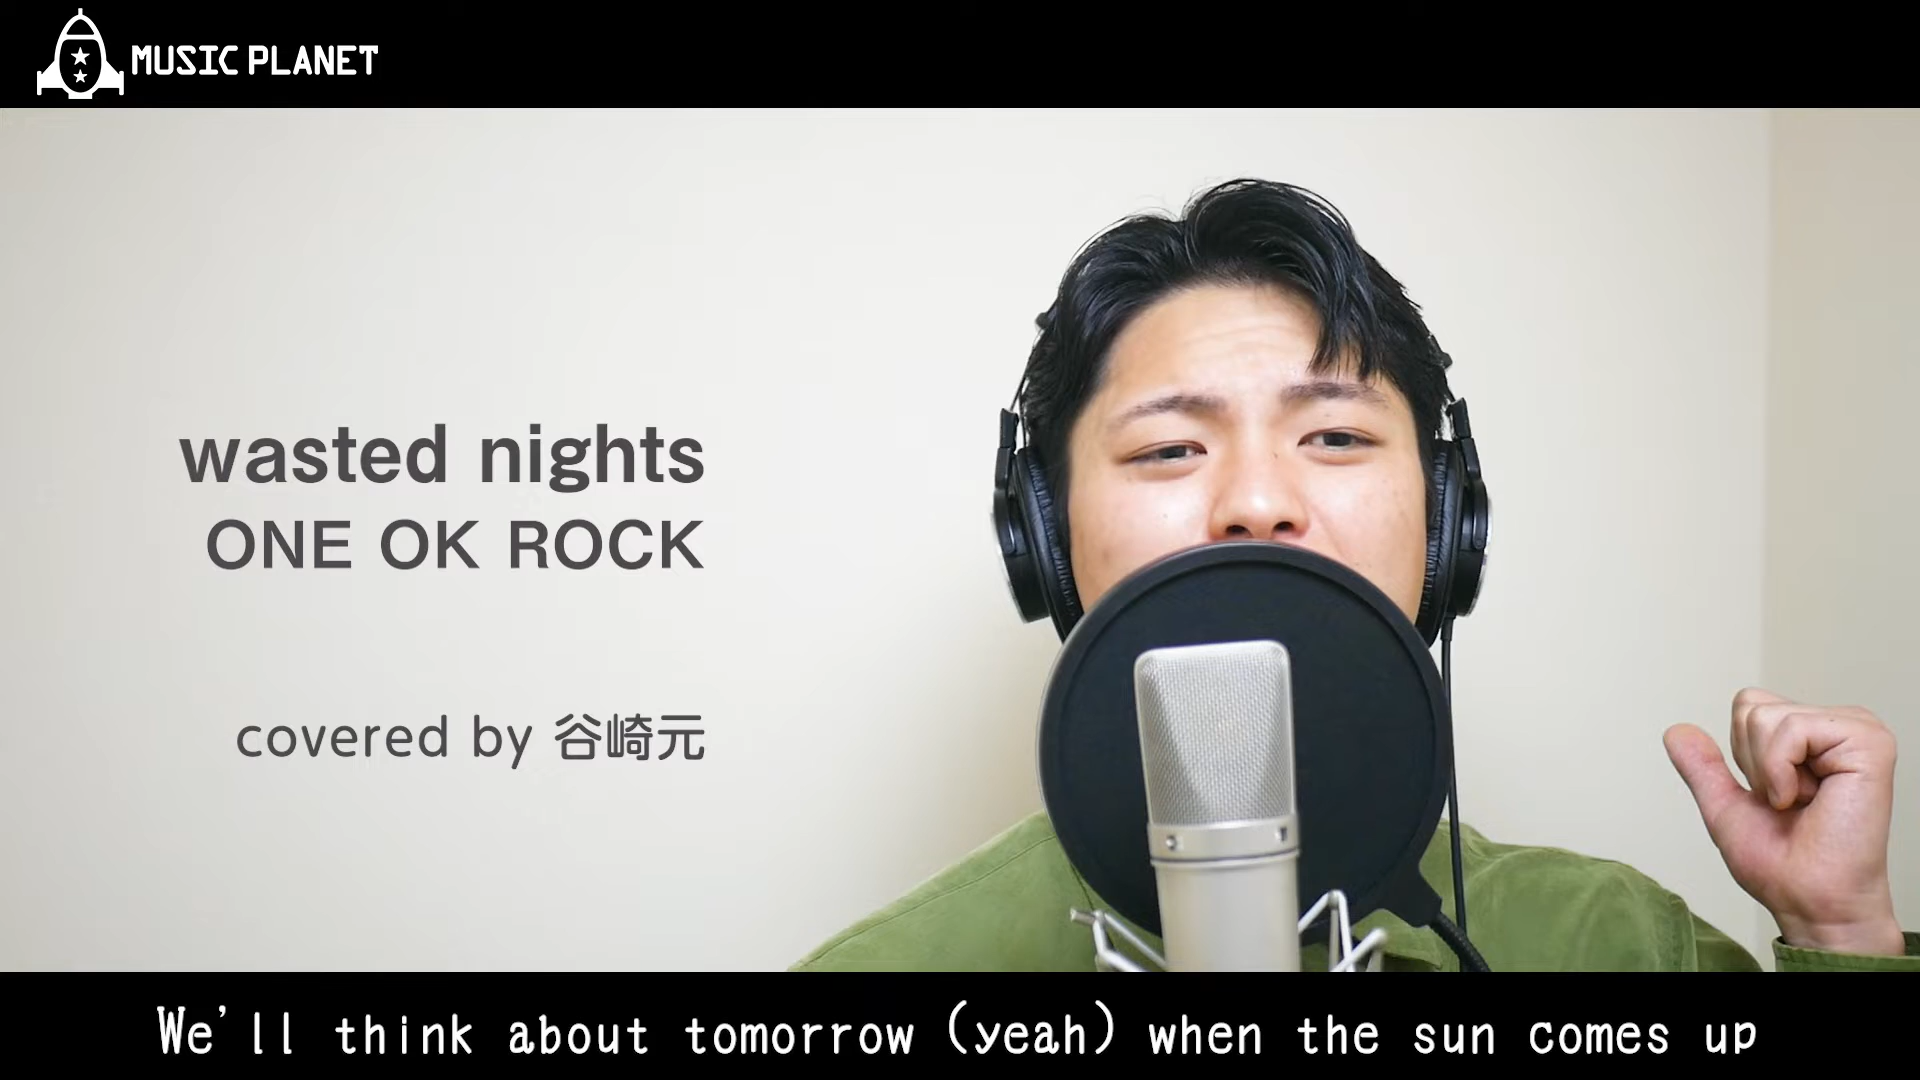 MUSIC PLANET
wasted nights
ONE OK ROCK
covered by 谷崎元
We'll think about tomorrow (yeah) when the sun comes up